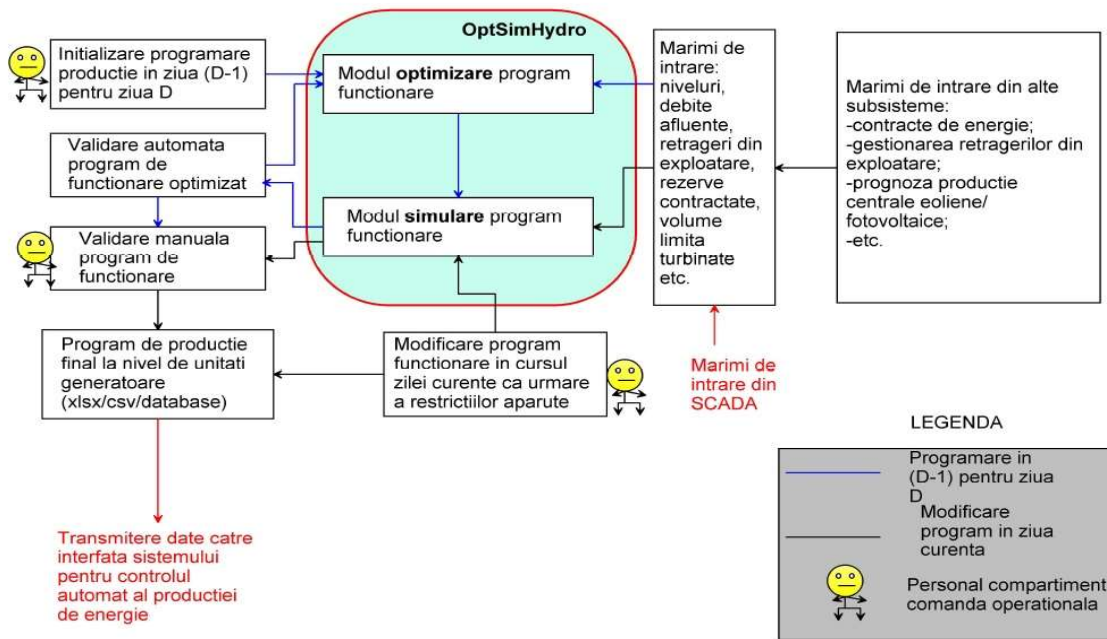 OptSimHydro
Initializare programare
productie in ziua (D-1)
pentru ziua D
Modul optimizare program
functionare
Marimi de
intrare:
niveluri,
debite
afluente,
retrageri din
exploatare,
rezerve
contractate,
volume
limita
turbinate
etc.
Marimi de intrare din alte
subsisteme:
-contracte de energie;
-gestionarea retragerilor din
exploatare;
-prognoza productie
centrale eoliene/
fotovoltaice;
-etc.
Validare automata
program de
functionare optimizat
Modul simulare program
functionare
Validare manuala
program de
functionare
Program de productie
final la nivel de unitati
generatoare
(xlsx/csv/database)
Modificare program
functionare in cursul
zilei curente ca urmare
a restrictiilor aparute
Marimi de
intrare din
SCADA
Transmitere date catre
interfata sistemului
pentru controlul
automat al productiei
de energie
LEGENDA
Programare in
(D-1) pentru ziua
D
Modificare
program in ziua
curenta
Personal compartiment
comanda operationala